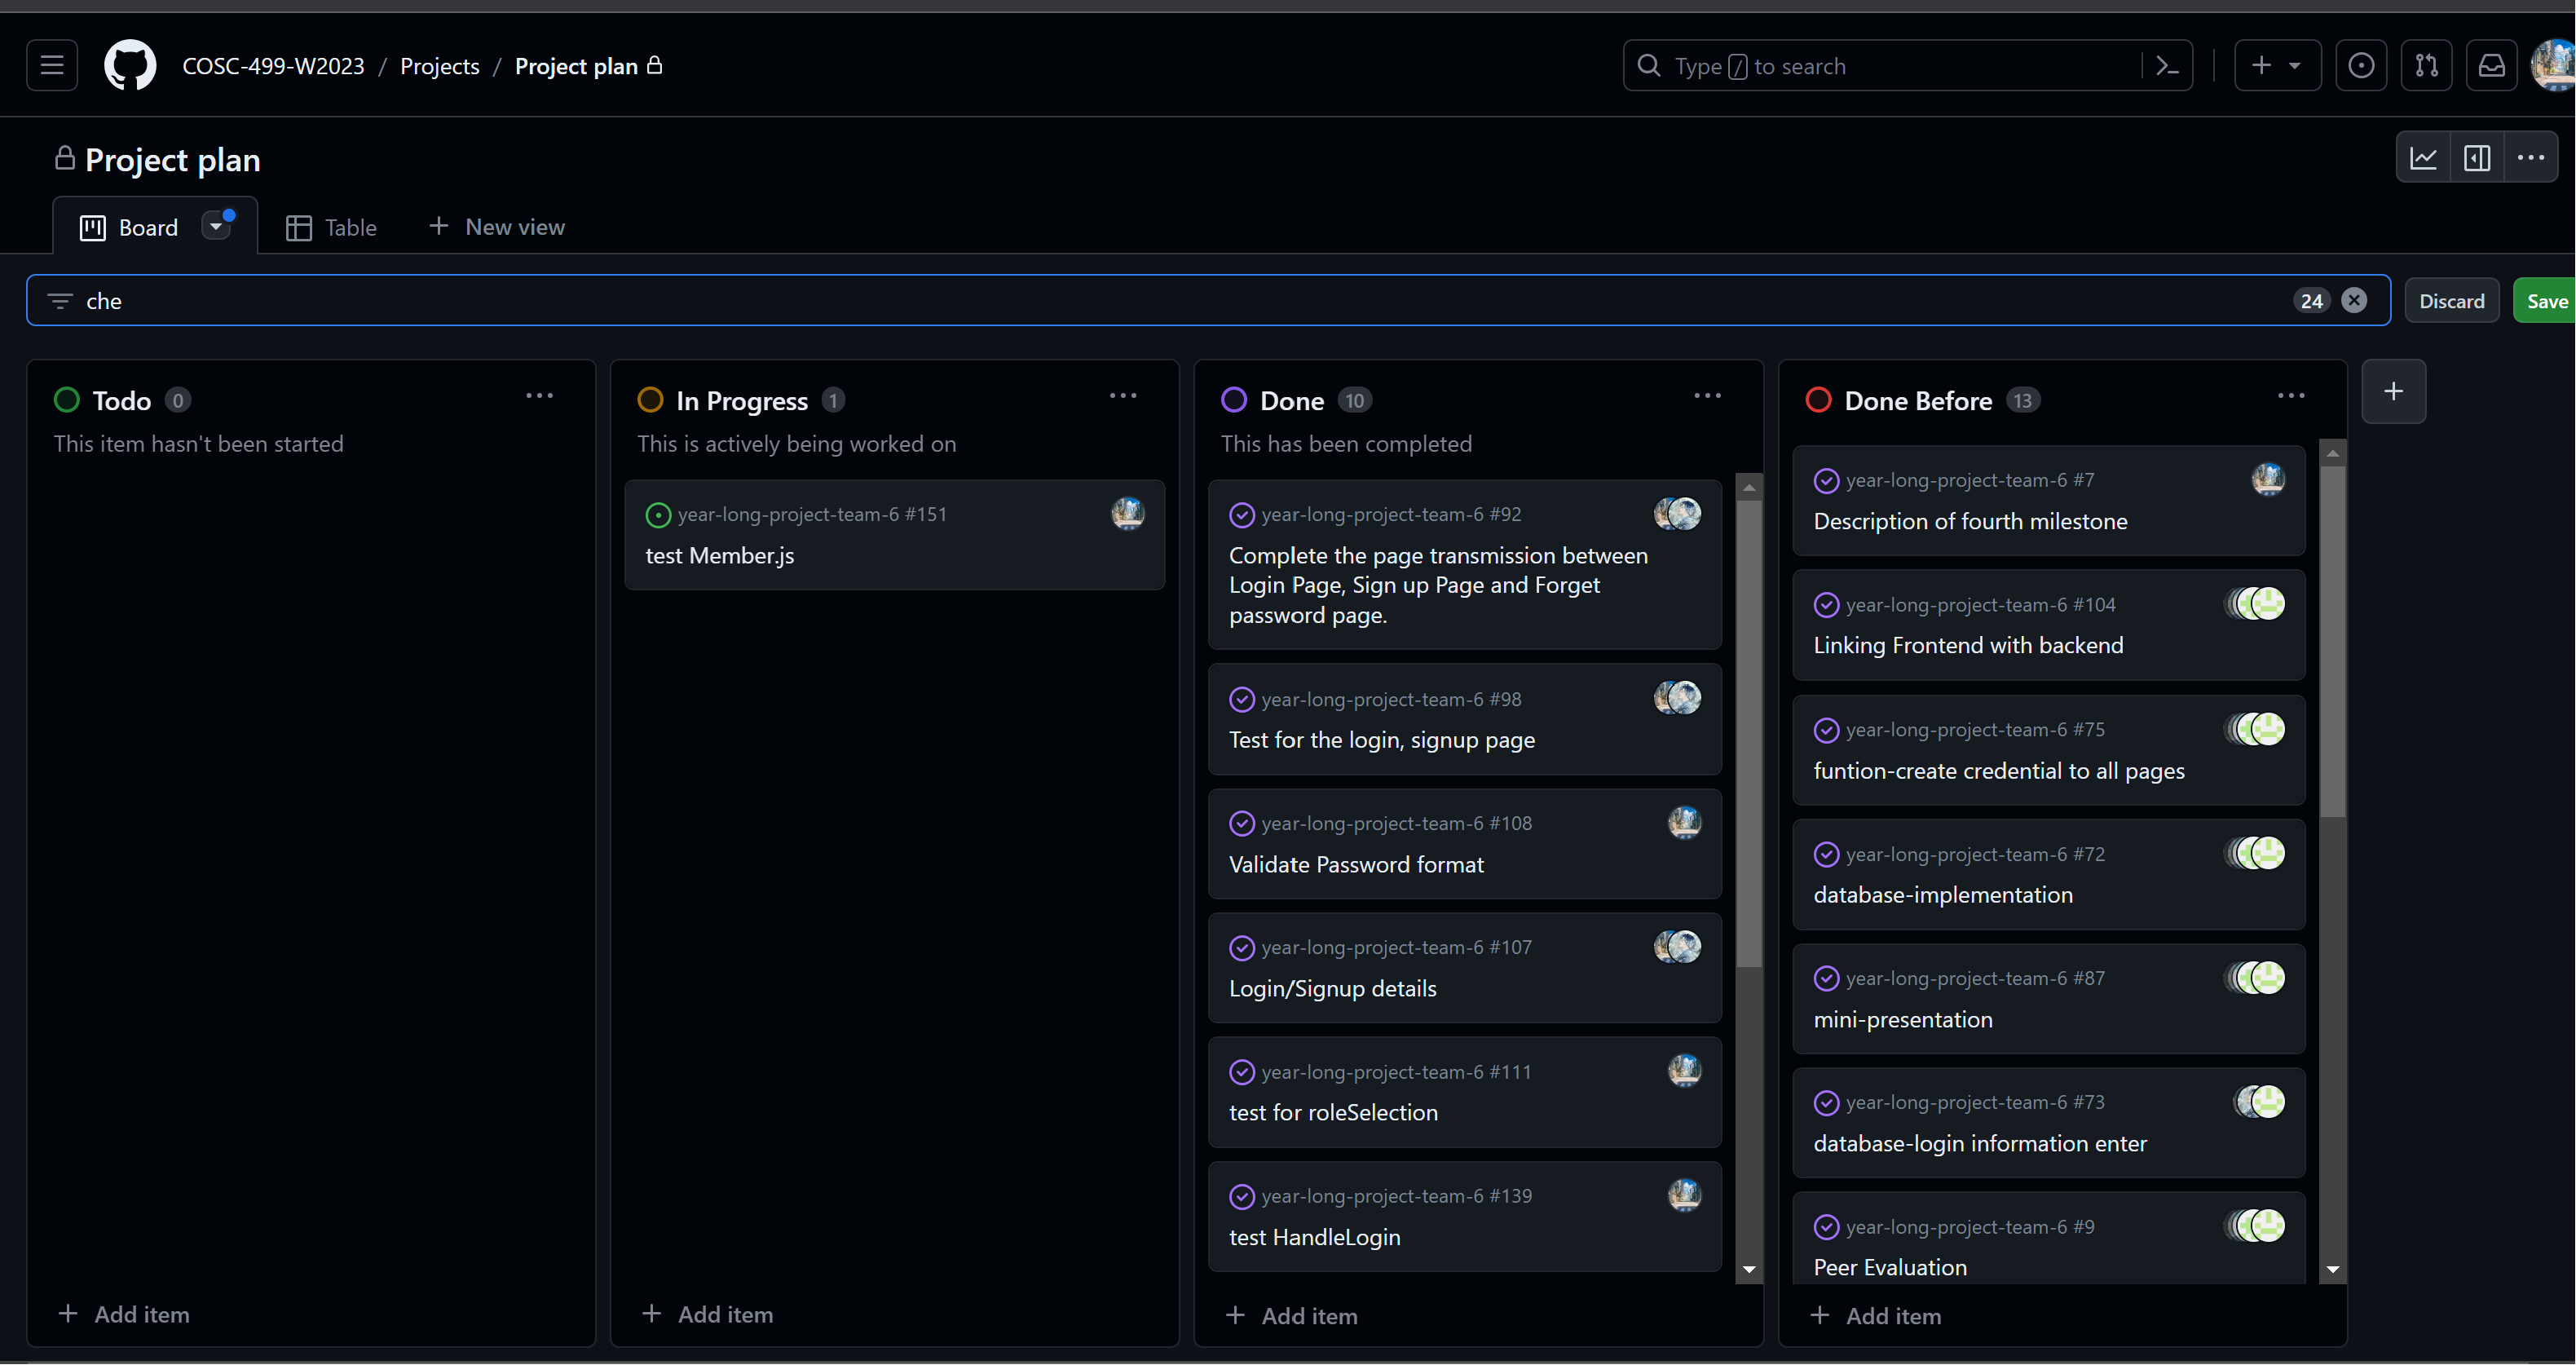 COSC-499-W2023 / Projects / Project plan
Type / to search
Project plan
Board
Table
New view
che
24
Discard
Save
Todo 0
This item hasn't been started
Add item
In Progress 1
This is actively being worked on
year-long-project-team-6 #151
test Member.js
Add item
Done 10
This has been completed
year-long-project-team-6 #92
Complete the page transmission between
Login Page, Sign up Page and Forget
password page.
year-long-project-team-6 #98
Test for the login, signup page
year-long-project-team-6 #108
Validate Password format
year-long-project-team-6 #107
Login/Signup details
year-long-project-team-6 #111
test for roleSelection
year-long-project-team-6 #139
test HandleLogin
Add item
Done Before 13
year-long-project-team-6 #7
Description of fourth milestone
year-long-project-team-6 #104
Linking Frontend with backend
year-long-project-team-6 #75
funtion-create credential to all pages
year-long-project-team-6 #72
database-implementation
year-long-project-team-6 #87
mini-presentation
year-long-project-team-6 #73
database-login information enter
year-long-project-team-6 #9
Peer Evaluation
Add item